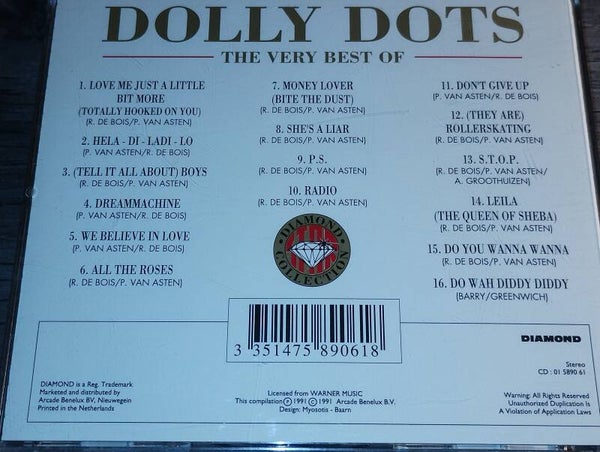 DOLLY DOTS
THE VERY BEST OF
1. LOVE ME JUST A LITTLE
BIT MORE
(TOTALLY HOOKED ON YOU)
(R. DE BOIS/P. VAN ASTEN)
2. HELA - DI - LADI - LO
(P. VAN ASTEN/R. DE BOIS)
3. (TELL IT ALL ABOUT) BOYS
(R. DE BOIS/P. VAN ASTEN)
4. DREAMMACHINE
(P. VAN ASTEN/R. DE BOIS)
5. WE BELIEVE IN LOVE
(P. VAN ASTEN/R. DE BOIS)
6. ALL THE ROSES
(R. DE BOIS/P. VAN ASTEN)
7. MONEY LOVER
(BITE THE DUST)
(R. DE BOIS/P. VAN ASTEN)
8. SHE'S A LIAR
(R. DE BOIS/P. VAN ASTEN)
9. P.S.
(R. DE BOIS/P. VAN ASTEN)
10. RADIO
(R. DE BOIS/P. VAN ASTEN)
11. DON'T GIVE UP
(P. VAN ASTEN/R. DE BOIS)
12. (THEY ARE)
ROLLERSKATING
(R. DE BOIS/P. VAN ASTEN)
13. S.T.O.P.
(R. DE BOIS/P. VAN ASTEN/
A. GROOTHUIZEN)
14. LEILA
(THE QUEEN OF SHEBA)
(R. DE BOIS/P. VAN ASTEN)
15. DO YOU WANNA WANNA
(R. DE BOIS/P. VAN ASTEN)
16. DO WAH DIDDY DIDDY
(BARRY/GREENWICH)
DIAMOND
COLLECTION
3 351475 890618
DIAMOND
Stereo
CD : 01 5890 61
DIAMOND is a Reg. Trademark
Marketed and distributed by
Arcade Benelux BV, Nieuwegein
Printed in the Netherlands
Licensed from WARNER MUSIC
This compilation Ⓟ 1991 © 1991 Arcade Benelux B.V.
Design: Myosotis - Baarn
Warning: All Rights Reserved
Unauthorized Duplication Is
A Violation of Application Laws